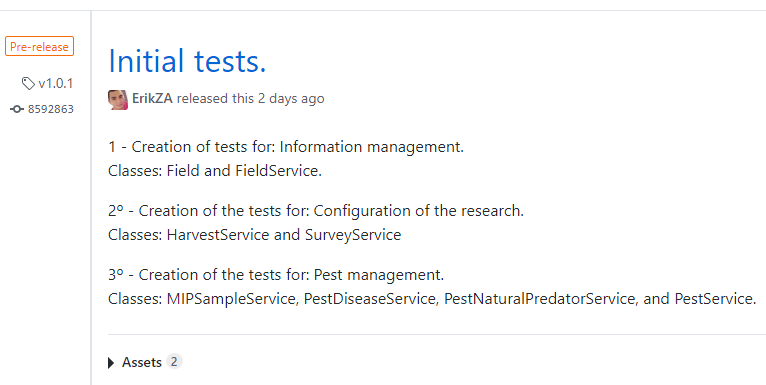 Pre-release
v1.0.1
8592863
Initial tests.
ErikZA released this 2 days ago
1 - Creation of tests for: Information management.
Classes: Field and FieldService.
2º - Creation of the tests for: Configuration of the research.
Classes: HarvestService and SurveyService
3º - Creation of the tests for: Pest management.
Classes: MIPSampleService, PestDiseaseService, PestNaturalPredatorService, and PestService.
Assets 2